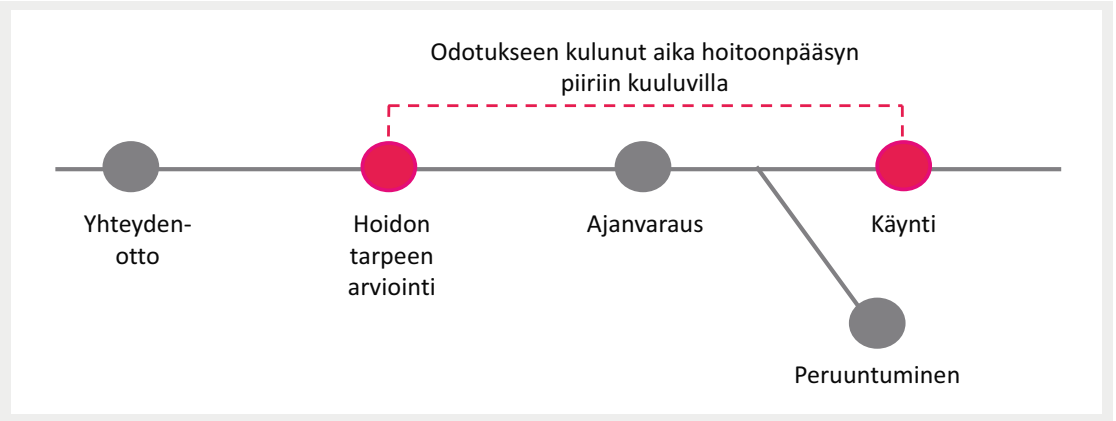 Odotukseen kulunut aika hoitoonpääsyn
piiriin kuuluvilla
Yhteyden-
otto
Hoidon
tarpeen
arviointi
Ajanvaraus
Käynti
Peruuntuminen